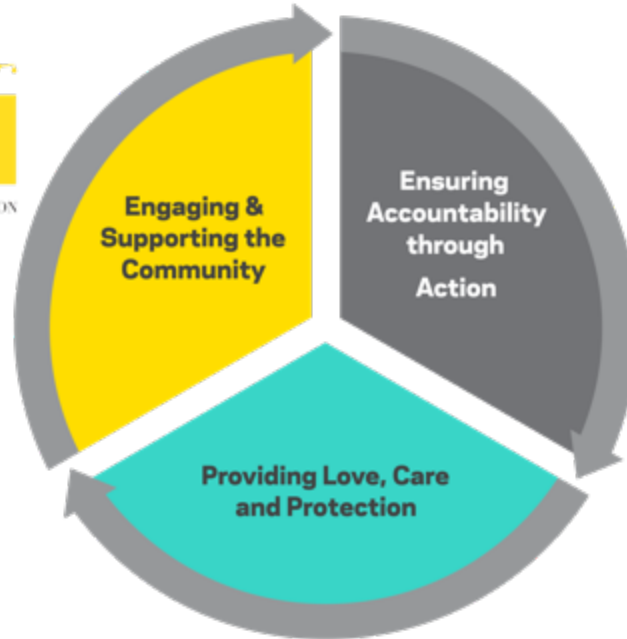 Engaging &
Supporting the
Community
Ensuring
Accountability
through
Action
Providing Love, Care
and Protection